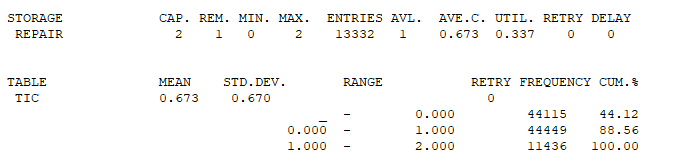 STORAGE CAP. REM. MIN. MAX. ENTRIES AVL. AVE.C. UTIL. RETRY DELAY
REPAIR 2 1 0 2 13332 1 0.673 0.337 0 0
TABLE MEAN STD.DEV. RANGE RETRY FREQUENCY CUM.%
TIC 0.673 0.670 0
_ - 0.000 44115 44.12
0.000 - 1.000 44449 88.56
1.000 - 2.000 11436 100.00